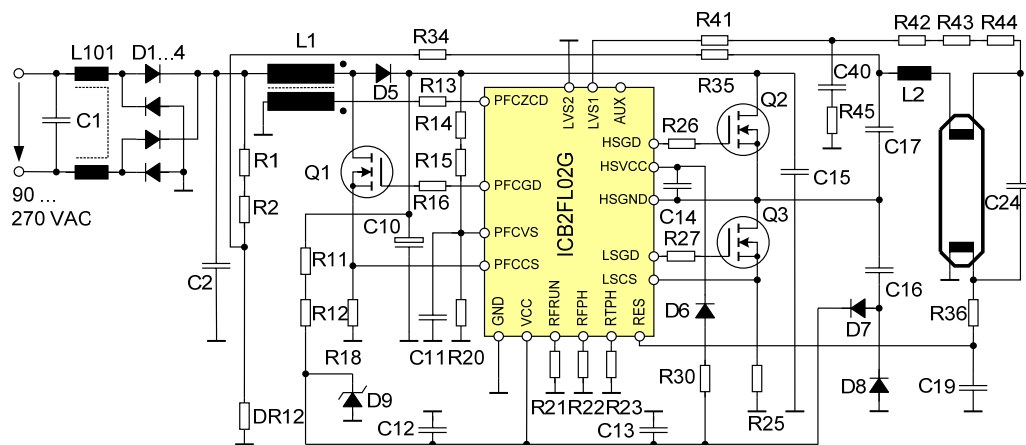 R34
R41
R42
R43
R44
L101
D1...4
L1
D5
R13
R35
C40
R45
L2
Q2
C1
PFCZCD
LVS2
LVS1
AUX
R14
R15
HSGD
R26
HSVCC
C14
HSGND
C15
C17
C24
R1
R2
Q1
R16
PFCGD
ICB2FL02G
90 ...
270 VAC
C10
PFCVS
PFCCS
R27
LSGD
LSCS
Q3
C2
R11
R12
C16
D6
D7
R36
GND
VCC
RFRUN
RFPH
RTPH
RES
R18
C11
R20
D9
R21
R22
R23
R30
R25
D8
C19
DR12
C12
C13